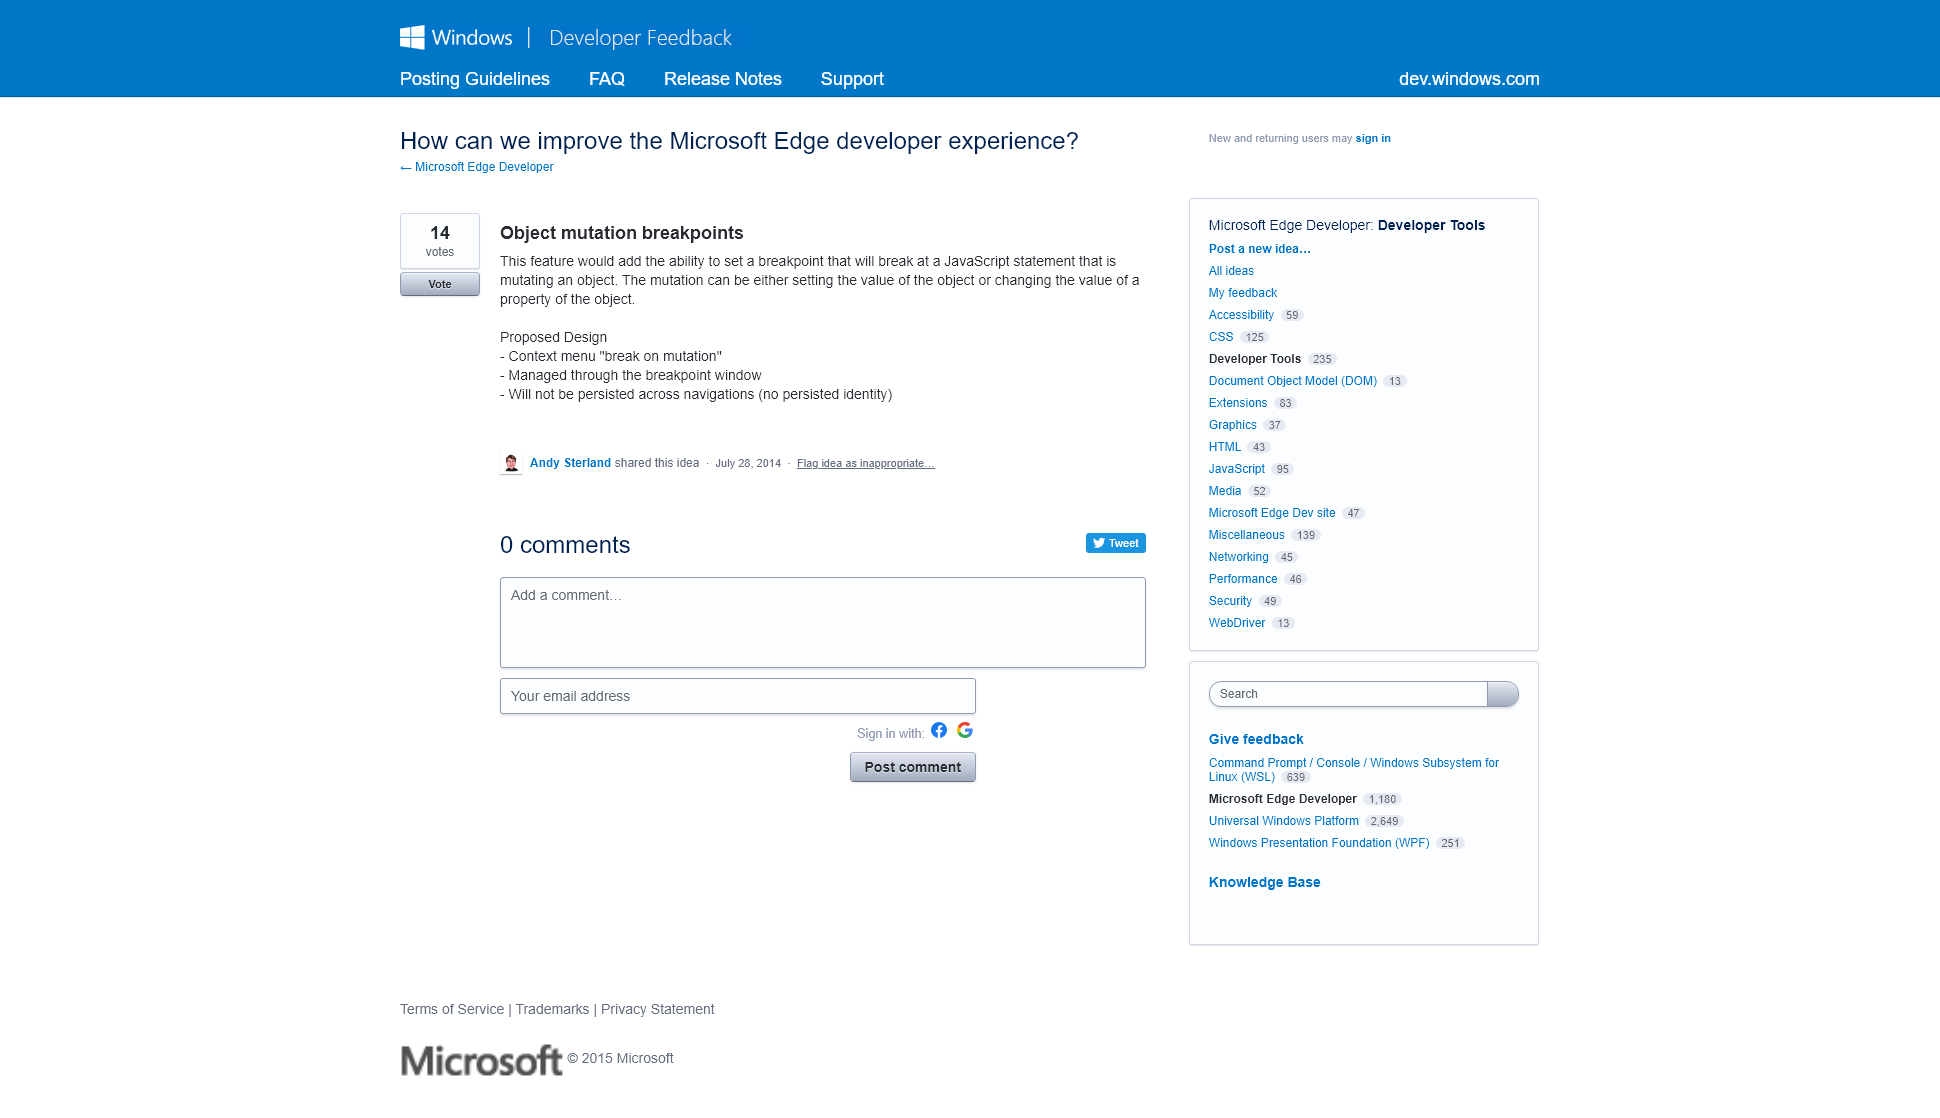 Windows | Developer Feedback
Posting Guidelines FAQ Release Notes Support dev.windows.com
How can we improve the Microsoft Edge developer experience?
← Microsoft Edge Developer
New and returning users may sign in
14
votes
Vote
Object mutation breakpoints
This feature would add the ability to set a breakpoint that will break at a JavaScript statement that is
mutating an object. The mutation can be either setting the value of the object or changing the value of a
property of the object.
Proposed Design
- Context menu "break on mutation"
- Managed through the breakpoint window
- Will not be persisted across navigations (no persisted identity)
Andy Sterland shared this idea · July 28, 2014 · Flag idea as inappropriate…
0 comments
Tweet
Add a comment…
Your email address
Sign in with:
Post comment
Microsoft Edge Developer: Developer Tools
Post a new idea…
All ideas
My feedback
Accessibility 59
CSS 125
Developer Tools 235
Document Object Model (DOM) 13
Extensions 83
Graphics 37
HTML 43
JavaScript 95
Media 52
Microsoft Edge Dev site 47
Miscellaneous 139
Networking 45
Performance 46
Security 49
WebDriver 13
Search
Give feedback
Command Prompt / Console / Windows Subsystem for
Linux (WSL) 639
Microsoft Edge Developer 1,180
Universal Windows Platform 2,649
Windows Presentation Foundation (WPF) 251
Knowledge Base
Terms of Service | Trademarks | Privacy Statement
Microsoft © 2015 Microsoft